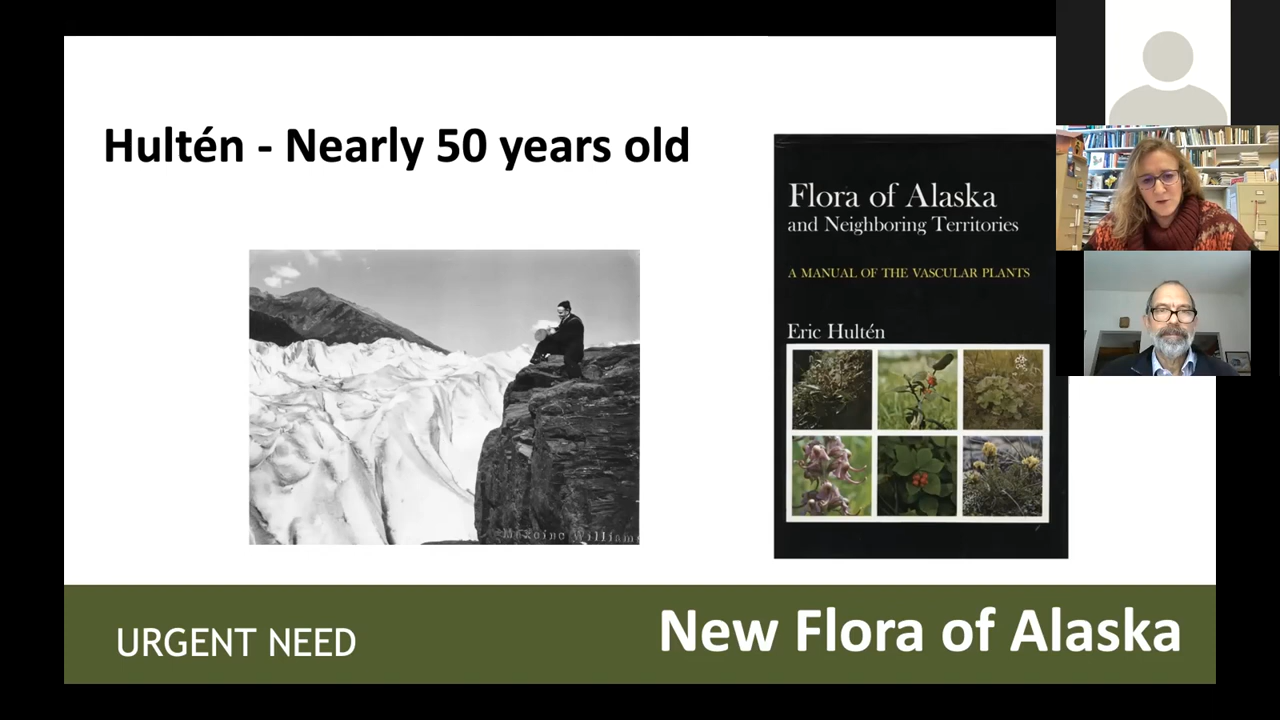 Hultén - Nearly 50 years old
Flora of Alaska
and Neighboring Territories
A MANUAL OF THE VASCULAR PLANTS
Eric Hultén
Williams
URGENT NEED
New Flora of Alaska